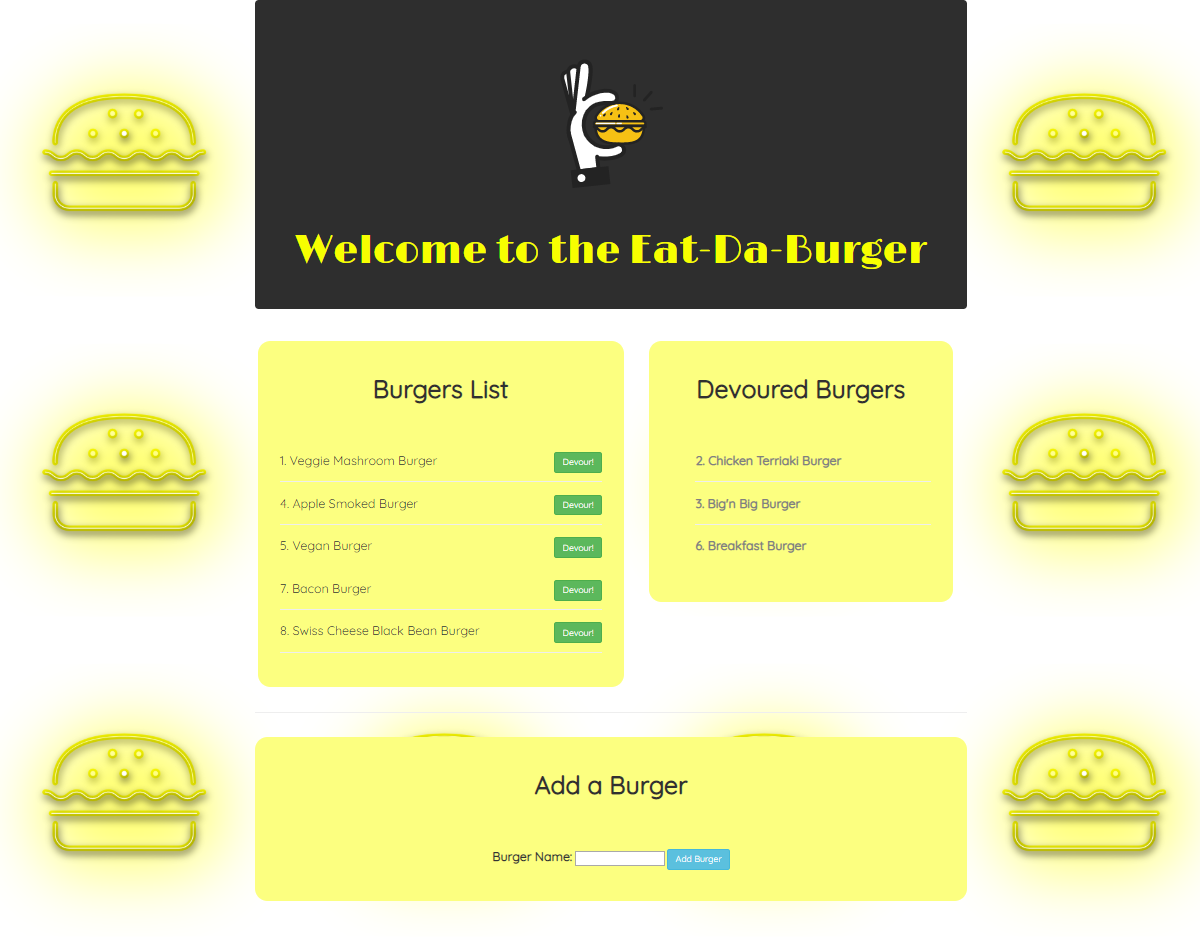 Welcome to the Eat-Da-Burger
Burgers List
1. Veggie Mashroom Burger Devour!
4. Apple Smoked Burger Devour!
5. Vegan Burger Devour!
7. Bacon Burger Devour!
8. Swiss Cheese Black Bean Burger Devour!
Devoured Burgers
2. Chicken Terriaki Burger
3. Big'n Big Burger
6. Breakfast Burger
Add a Burger
Burger Name: Add Burger